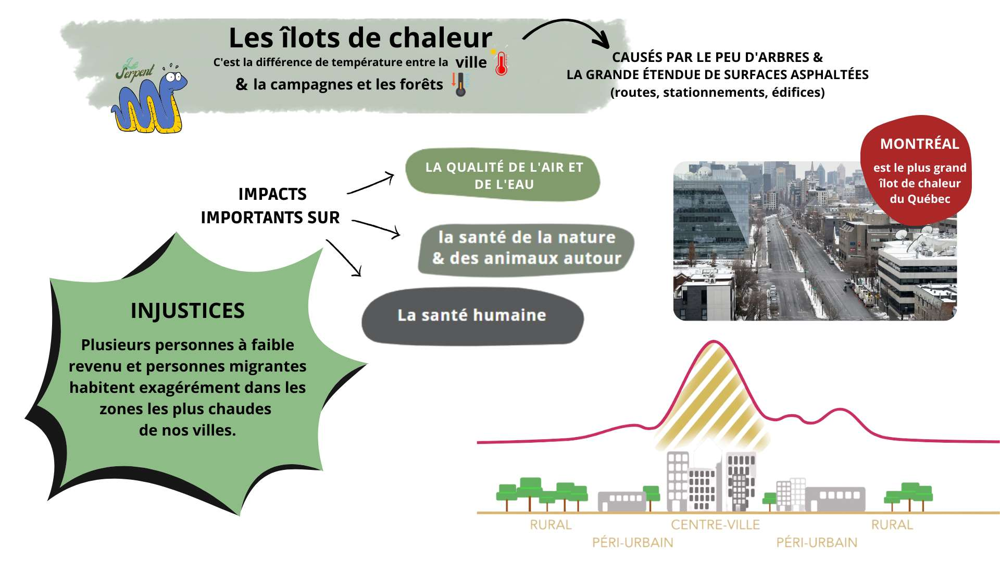 Les îlots de chaleur
C'est la différence de température entre la ville
& la campagnes et les forêts
Le
Serpent
CAUSÉS PAR LE PEU D'ARBRES &
LA GRANDE ÉTENDUE DE SURFACES ASPHALTÉES
(routes, stationnements, édifices)
MONTRÉAL
est le plus grand
îlot de chaleur
du Québec
IMPACTS
IMPORTANTS SUR
LA QUALITÉ DE L'AIR ET
DE L'EAU
la santé de la nature
& des animaux autour
La santé humaine
INJUSTICES
Plusieurs personnes à faible
revenu et personnes migrantes
habitent exagérément dans les
zones les plus chaudes
de nos villes.
RURAL
CENTRE-VILLE
RURAL
PÉRI-URBAIN
PÉRI-URBAIN